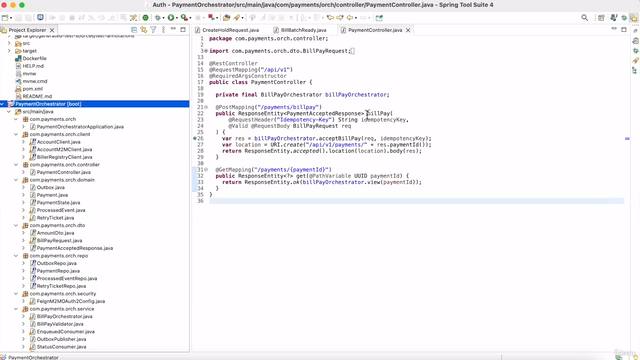 Auth - PaymentOrchestrator/src/main/java/com/payments/orch/controller/PaymentController.java - Spring Tool Suite 4
Project Explorer
src
target
Dockerfile
HELP.md
mvnw
mvnw.cmd
pom.xml
README.md
PaymentOrchestrator [boot]
src/main/java
com.payments.orch
PaymentOrchestratorApplication.java
com.payments.orch.client
AccountClient.java
AccountM2MClient.java
BillerRegistryClient.java
com.payments.orch.controller
PaymentController.java
com.payments.orch.domain
Outbox.java
Payment.java
PaymentState.java
ProcessedEvent.java
RetryTicket.java
com.payments.orch.dto
AmountDto.java
BillPayRequest.java
PaymentAcceptedResponse.java
com.payments.orch.repo
OutboxRepo.java
PaymentRepo.java
ProcessedEventRepo.java
RetryTicketRepo.java
com.payments.orch.security
FeignM2MOAuth2Config.java
com.payments.orch.service
BillPayOrchestrator.java
BillPayValidator.java
EnqueuedConsumer.java
OutboxPublisher.java
StatusConsumer.java
PaymentOrchestrator
CreateHoldRequest.java
BillBatchReady.java
PaymentController.java
1 package com.payments.orch.controller;
2
3 import com.payments.orch.dto.BillPayRequest;
17
18 @RestController
19 @RequestMapping("/api/v1")
@RequiredArgsConstructor
public class PaymentController {
private final BillPayOrchestrator billPayOrchestrator;
@PostMapping("/payments/billpay")
public ResponseEntity<PaymentAcceptedResponse> billPay(
@RequestHeader("Idempotency-Key") String idempotencyKey,
@Valid @RequestBody BillPayRequest req
) {
var res = billPayOrchestrator.acceptBillPay(req, idempotencyKey);
var location = URI.create("/api/v1/payments/" + res.paymentId());
return ResponseEntity.accepted().location(location).body(res);
}
@GetMapping("/payments/{paymentId}")
public ResponseEntity<?> get(@PathVariable UUID paymentId) {
return ResponseEntity.ok(billPayOrchestrator.view(paymentId));
}
}
36